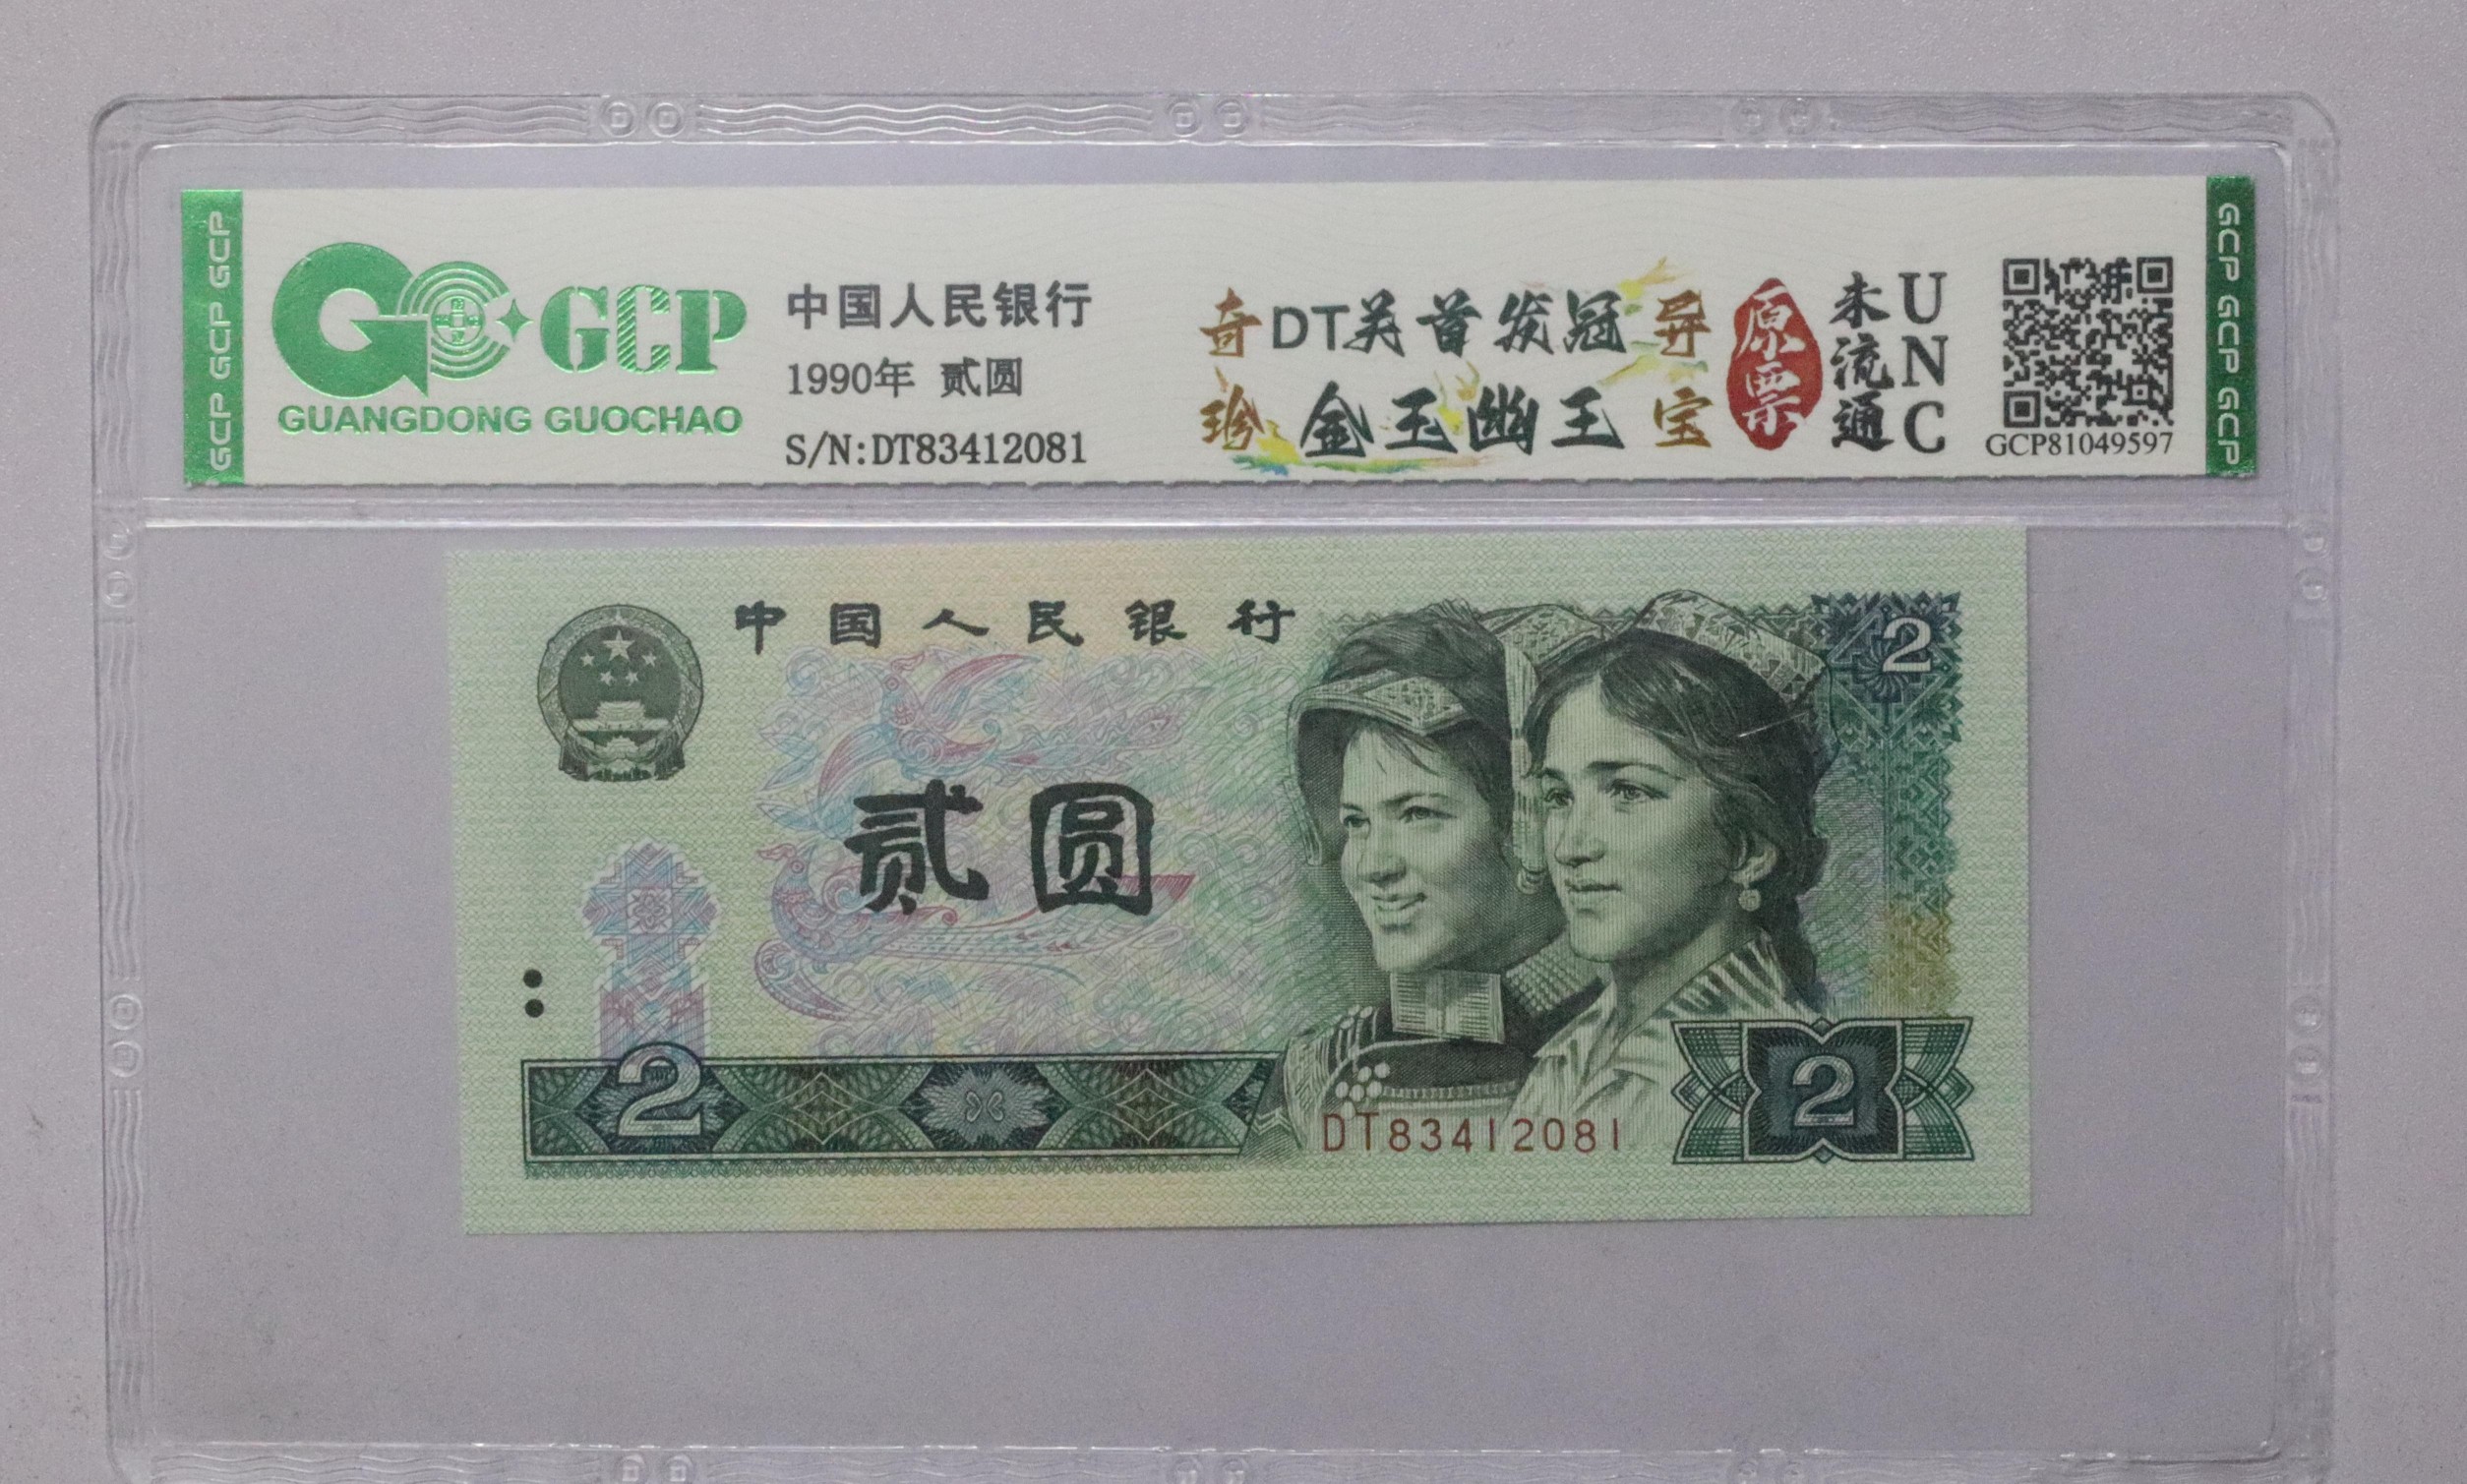 GCP GCP GCP
GCP
GUANGDONG GUOCHAO
中国人民银行
1990年 贰圆
S/N:DT83412081
奇 DT关首发冠 异
珍 金玉幽王 宝
原票
未流通
UNC
GCP81049597
GCP GCP GCP
中国人民银行
2
贰圆
2
DT83412081
2